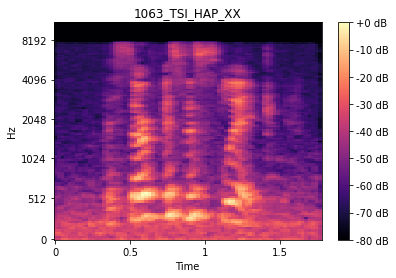 1063_TSI_HAP_XX
Hz
8192
4096
2048
1024
512
0
0
0.5
1
1.5
Time
+0 dB
-10 dB
-20 dB
-30 dB
-40 dB
-50 dB
-60 dB
-70 dB
-80 dB